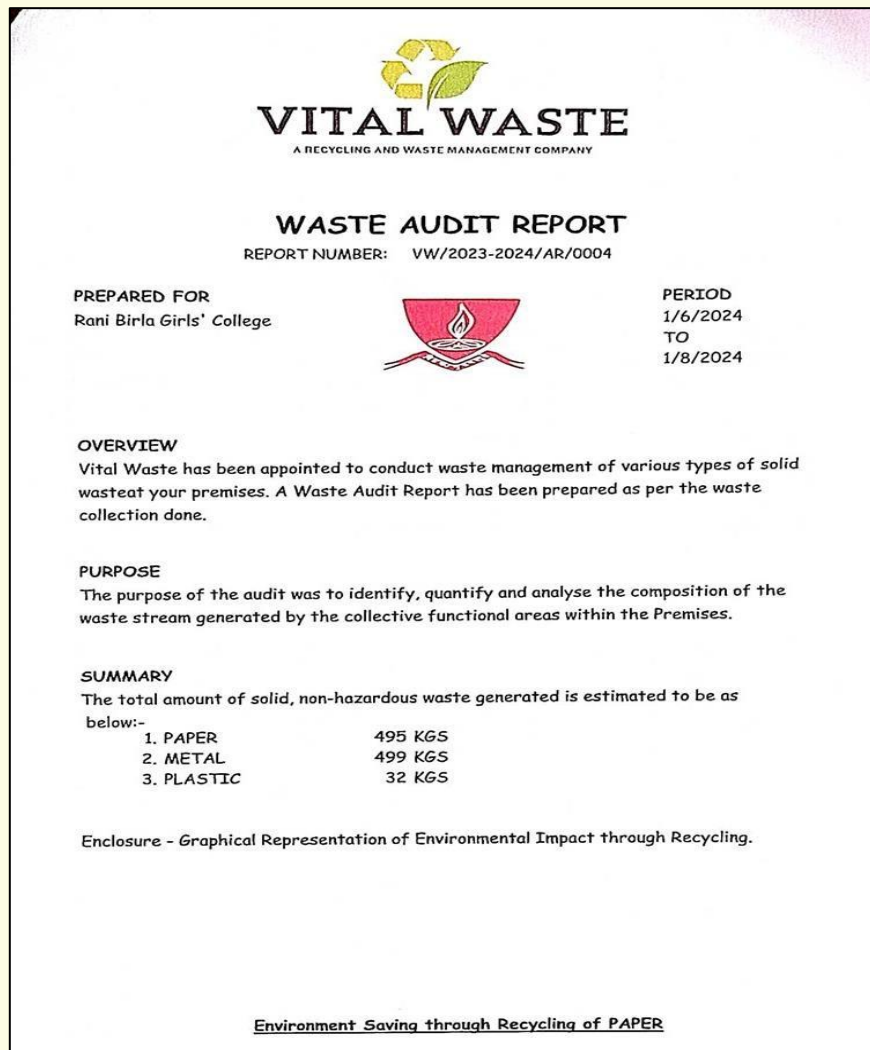 VITAL WASTE
A RECYCLING AND WASTE MANAGEMENT COMPANY
WASTE AUDIT REPORT
REPORT NUMBER: VW/2023-2024/AR/0004
PREPARED FOR
Rani Birla Girls' College
PERIOD
1/6/2024
TO
1/8/2024
OVERVIEW
Vital Waste has been appointed to conduct waste management of various types of solid
wasteat your premises. A Waste Audit Report has been prepared as per the waste
collection done.
PURPOSE
The purpose of the audit was to identify, quantify and analyse the composition of the
waste stream generated by the collective functional areas within the Premises.
SUMMARY
The total amount of solid, non-hazardous waste generated is estimated to be as
below:-
1. PAPER 495 KGS
2. METAL 499 KGS
3. PLASTIC 32 KGS
Enclosure - Graphical Representation of Environmental Impact through Recycling.
Environment Saving through Recycling of PAPER